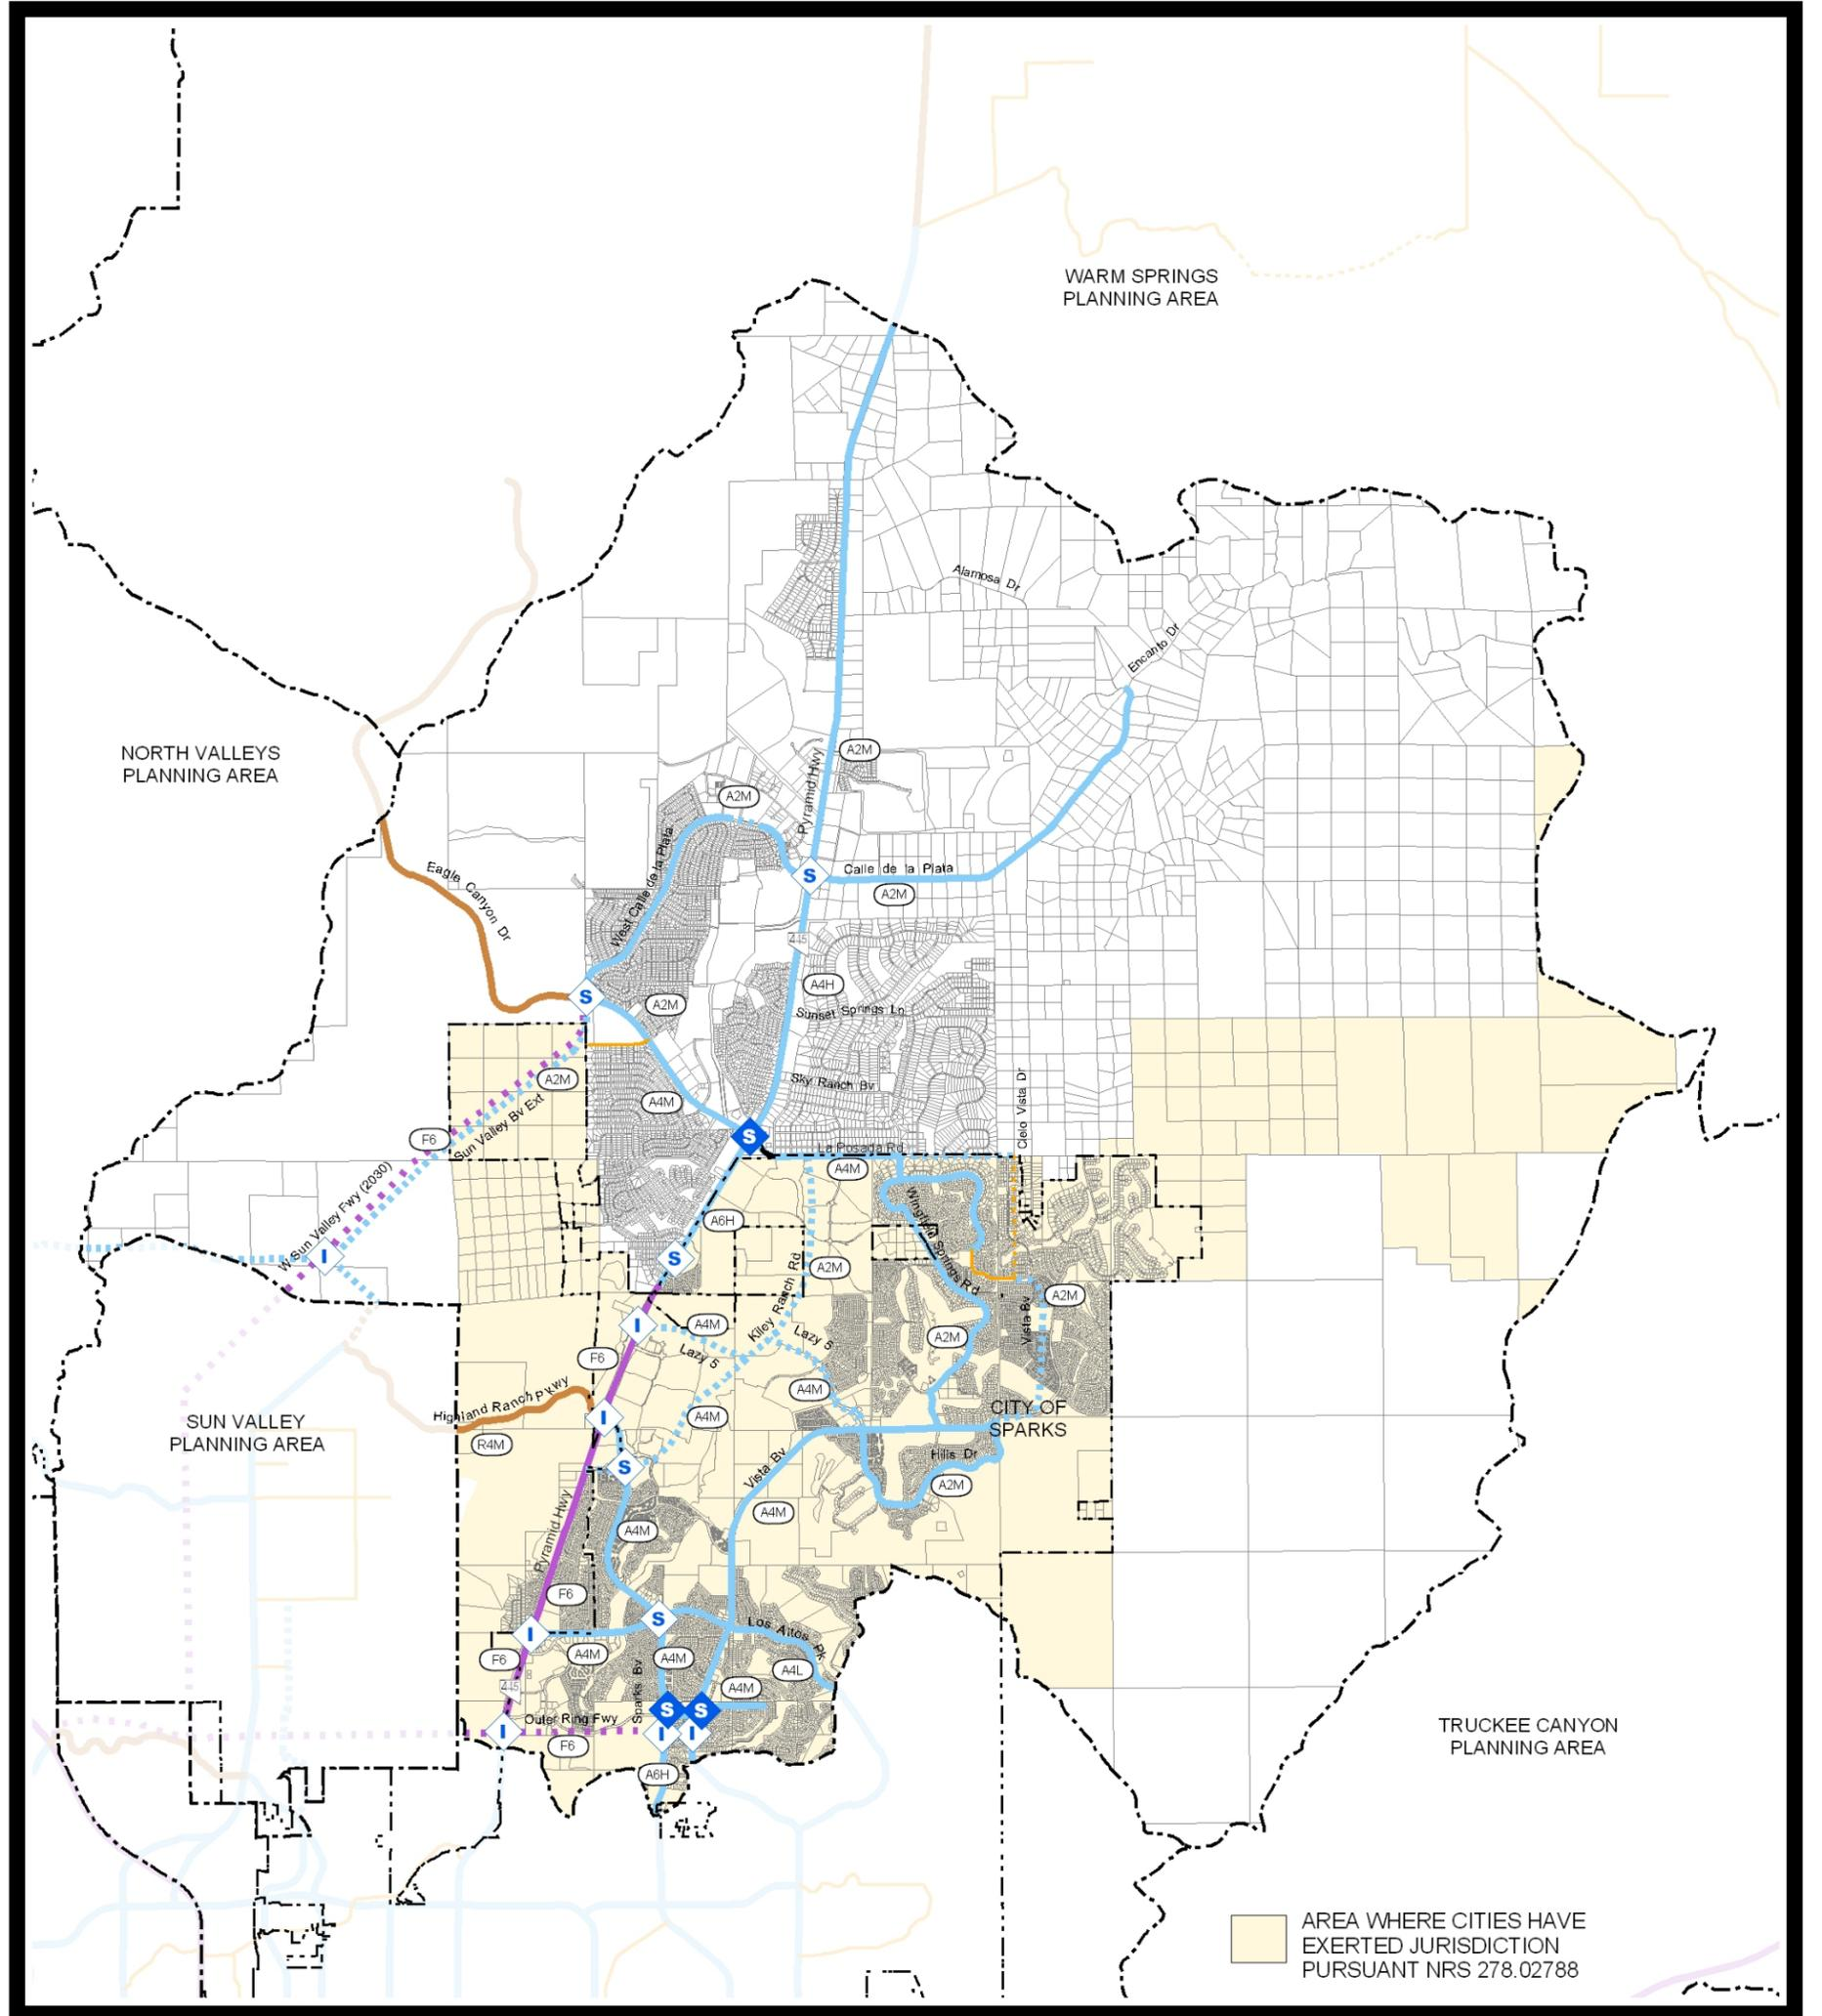 WARM SPRINGS
PLANNING AREA
Alamosa Dr
Encanto Dr
NORTH VALLEYS
PLANNING AREA
A2M
Pyramid Hwy
A2M
West Calle de la Plata
Eagle Canyon Dr
S
Calle de la Plata
A2M
445
A4H
S
A2M
Sunset Springs Ln
Sky Ranch Bv
Cielo Vista Dr
A2M
A4M
Sun Valley Bv Ext
F6
S
La Posada Rd
A4M
W Sun Valley Fwy (2030)
I
A6H
Wingfield Springs Rd
S
Kiley Ranch Rd
A2M
A2M
I
A4M
Lazy 5
Lazy 5
A2M
Vista Bv
F6
Highland Ranch Pkwy
A4M
I
A4M
CITY OF
SPARKS
SUN VALLEY
PLANNING AREA
R4M
S
Vista Bv
Hills Dr
A2M
A4M
Pyramid Hwy
A4M
F6
S
Los Altos Pk
I
A4M
A4M
F6
A4L
Sparks Bv
A4M
445
S
S
Outer Ring Fwy
I
I
I
F6
A6H
TRUCKEE CANYON
PLANNING AREA
AREA WHERE CITIES HAVE
EXERTED JURISDICTION
PURSUANT NRS 278.02788